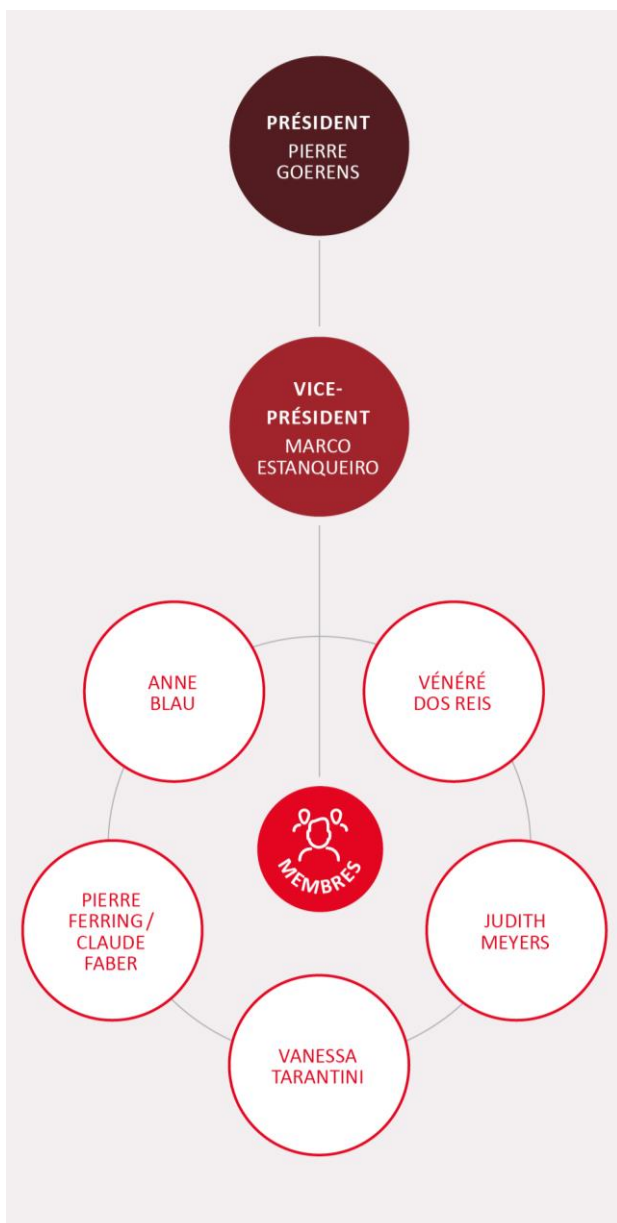 PRÉSIDENT
PIERRE
GOERENS
VICE-
PRÉSIDENT
MARCO
ESTANQUEIRO
ANNE
BLAU
VÉNÉRÉ
DOS REIS
MEMBRES
PIERRE
FERRING/
CLAUDE
FABER
JUDITH
MEYERS
VANESSA
TARANTINI